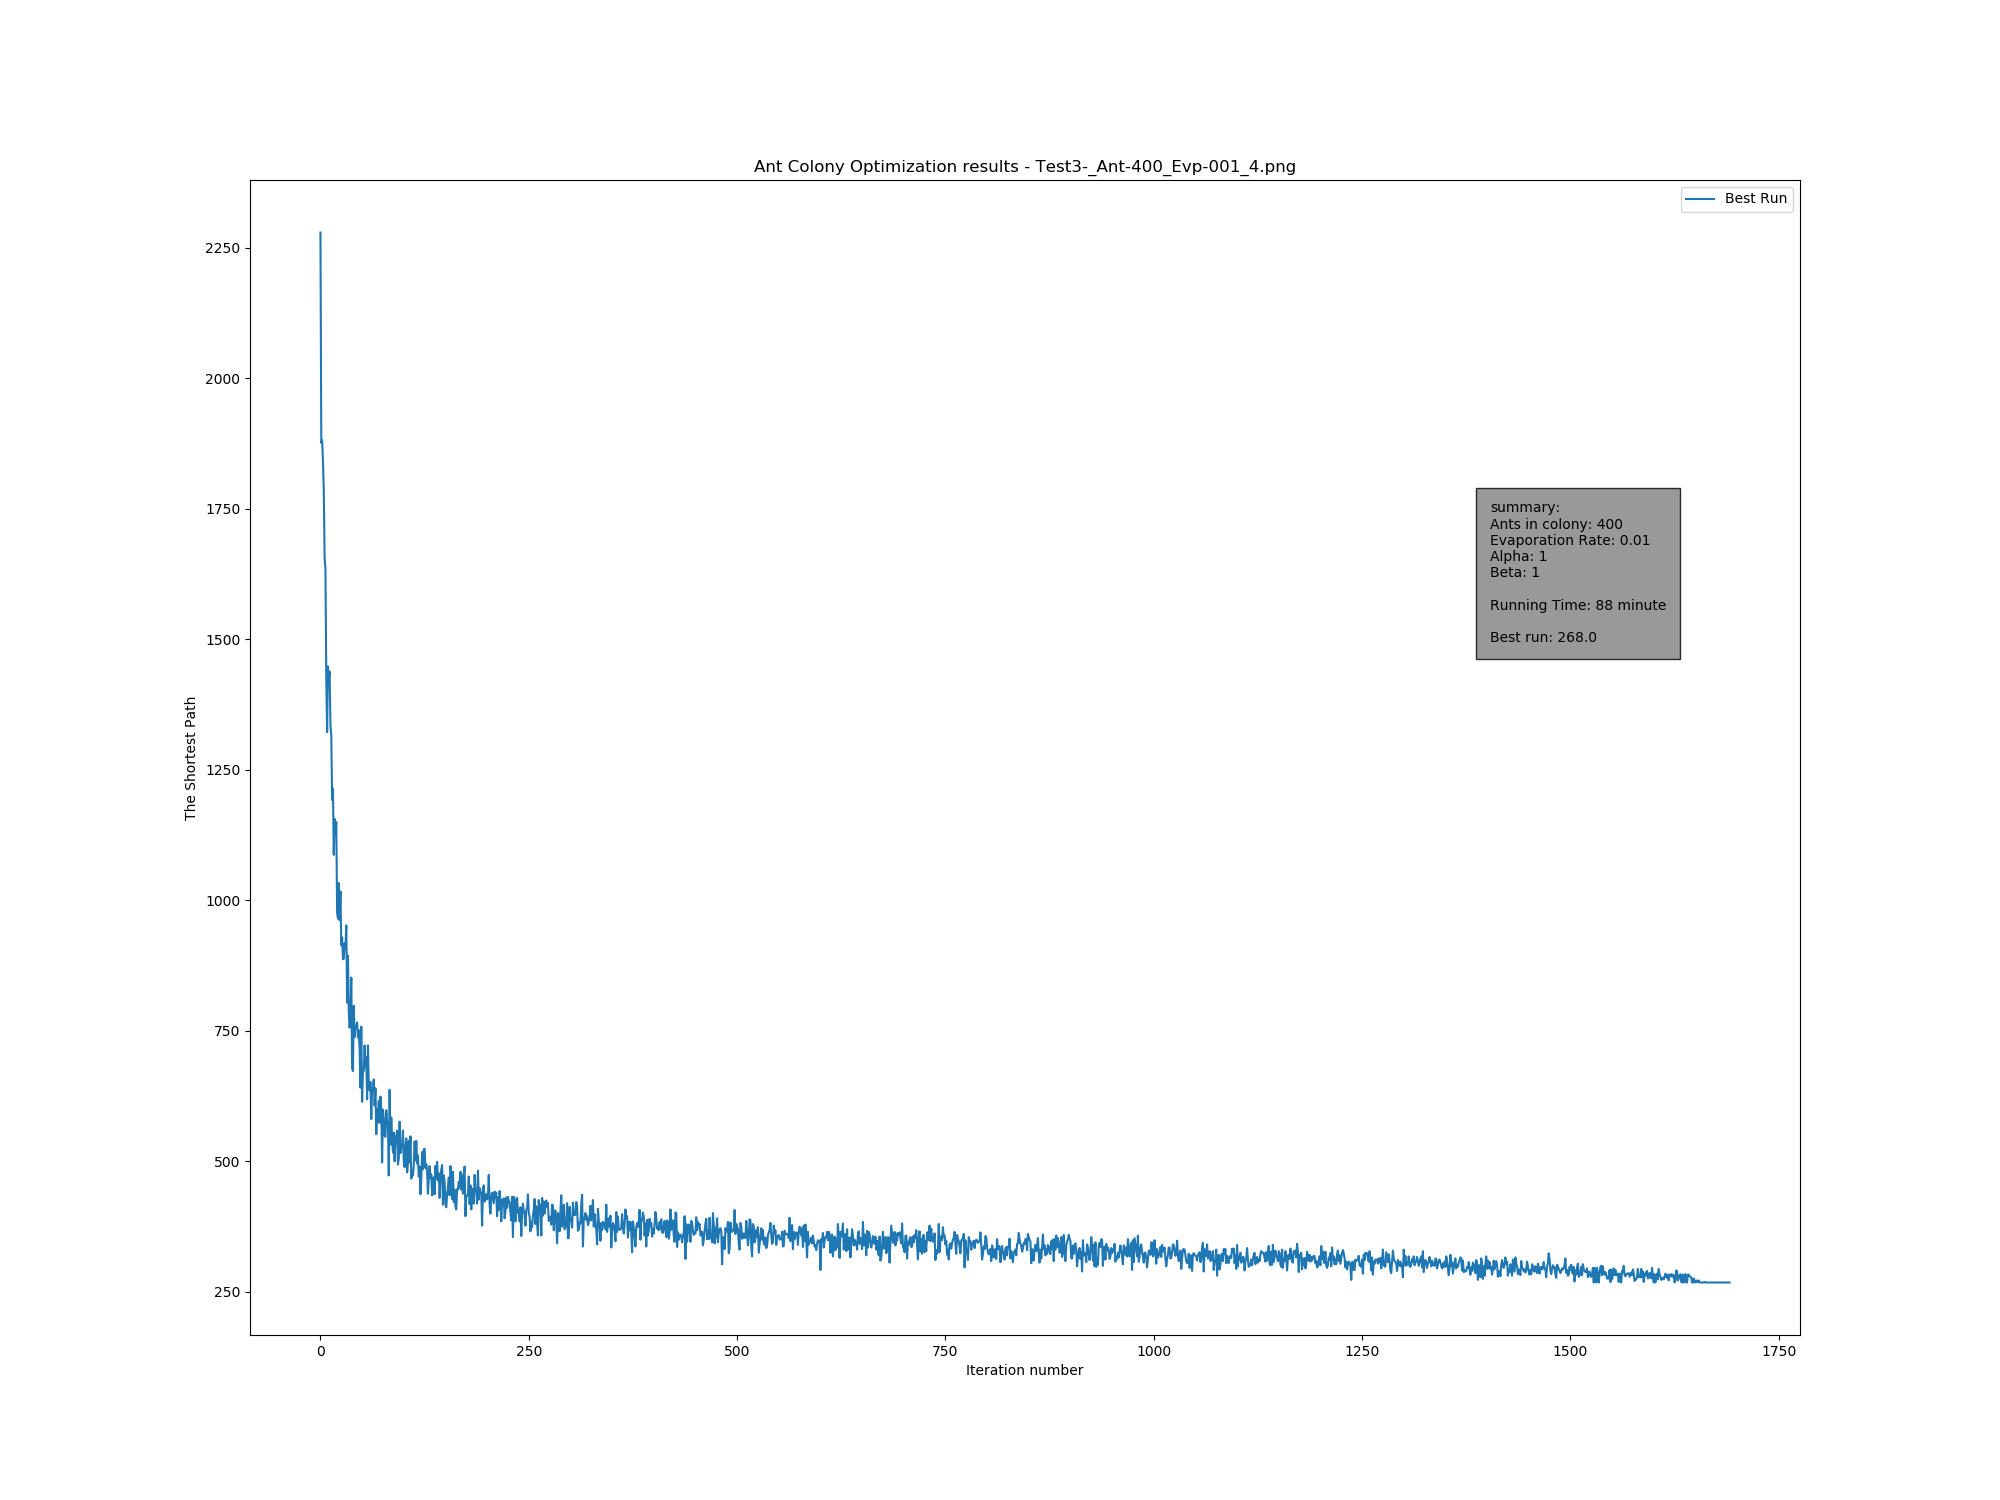 Ant Colony Optimization results - Test3-_Ant-400_Evp-001_4.png
Best Run
2250
2000
1750
1500
1250
1000
750
500
250
The Shortest Path
summary:
Ants in colony: 400
Evaporation Rate: 0.01
Alpha: 1
Beta: 1
Running Time: 88 minute
Best run: 268.0
0 250 500 750 1000 1250 1500 1750
Iteration number